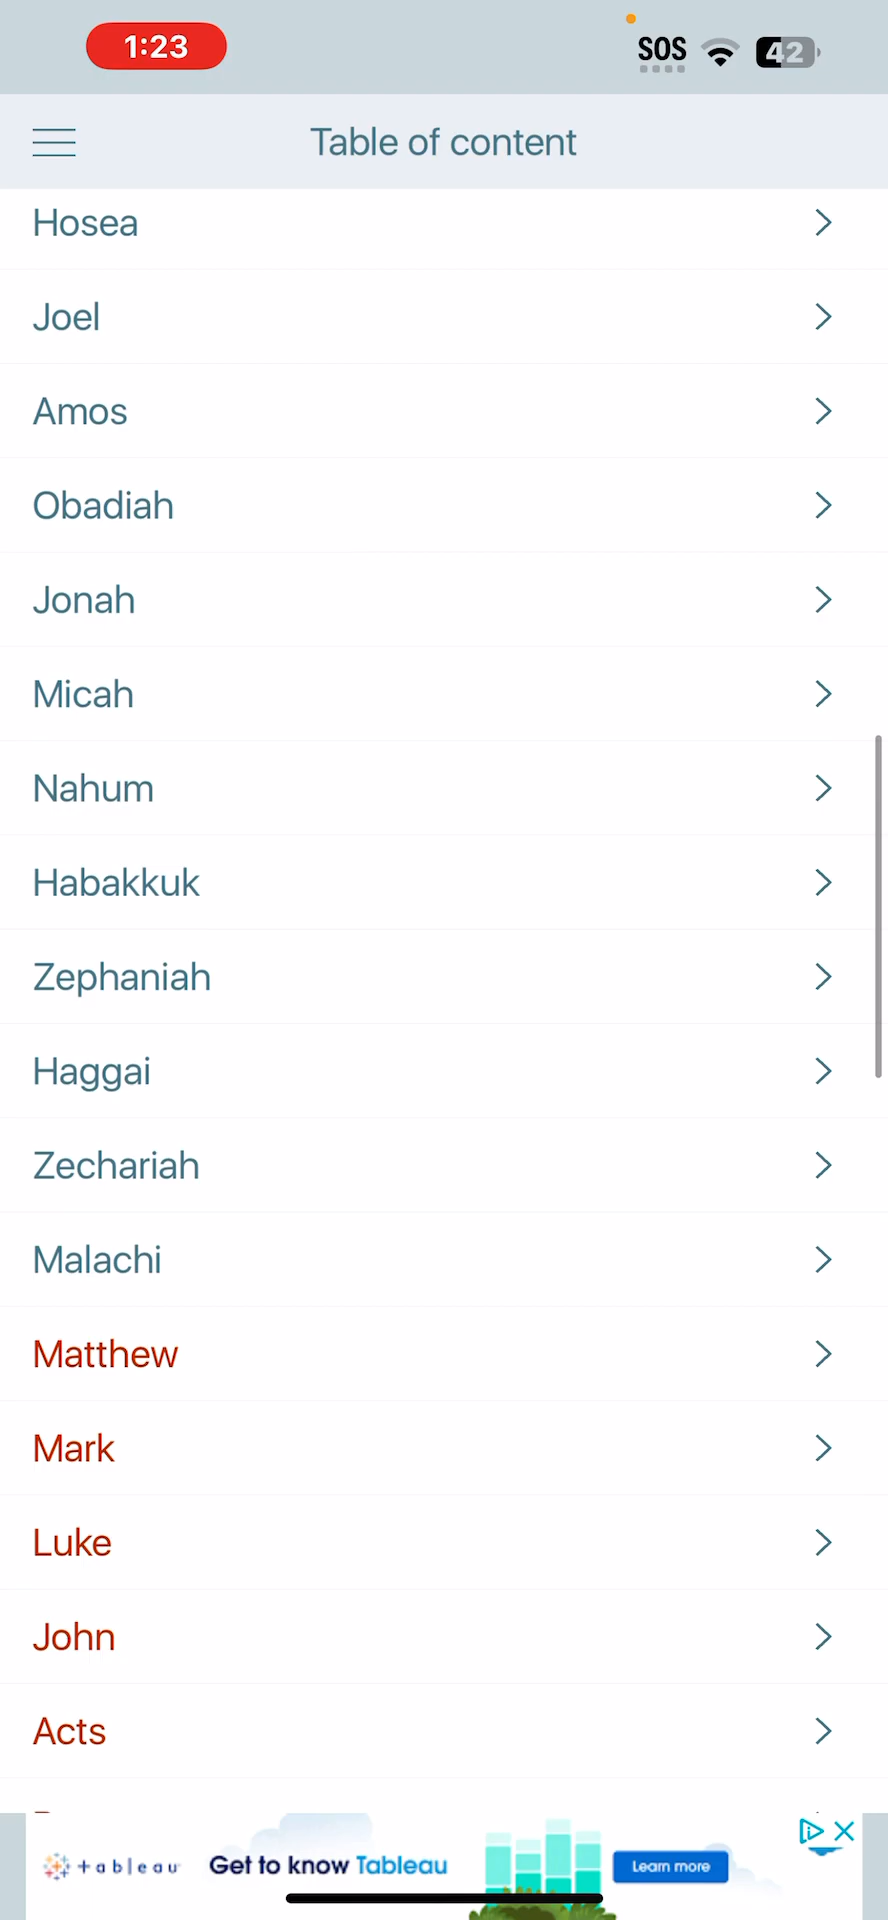 1:23
SOS
42
Table of content
Hosea
Joel
Amos
Obadiah
Jonah
Micah
Nahum
Habakkuk
Zephaniah
Haggai
Zechariah
Malachi
Matthew
Mark
Luke
John
Acts
+ableau
Get to know Tableau
Learn more